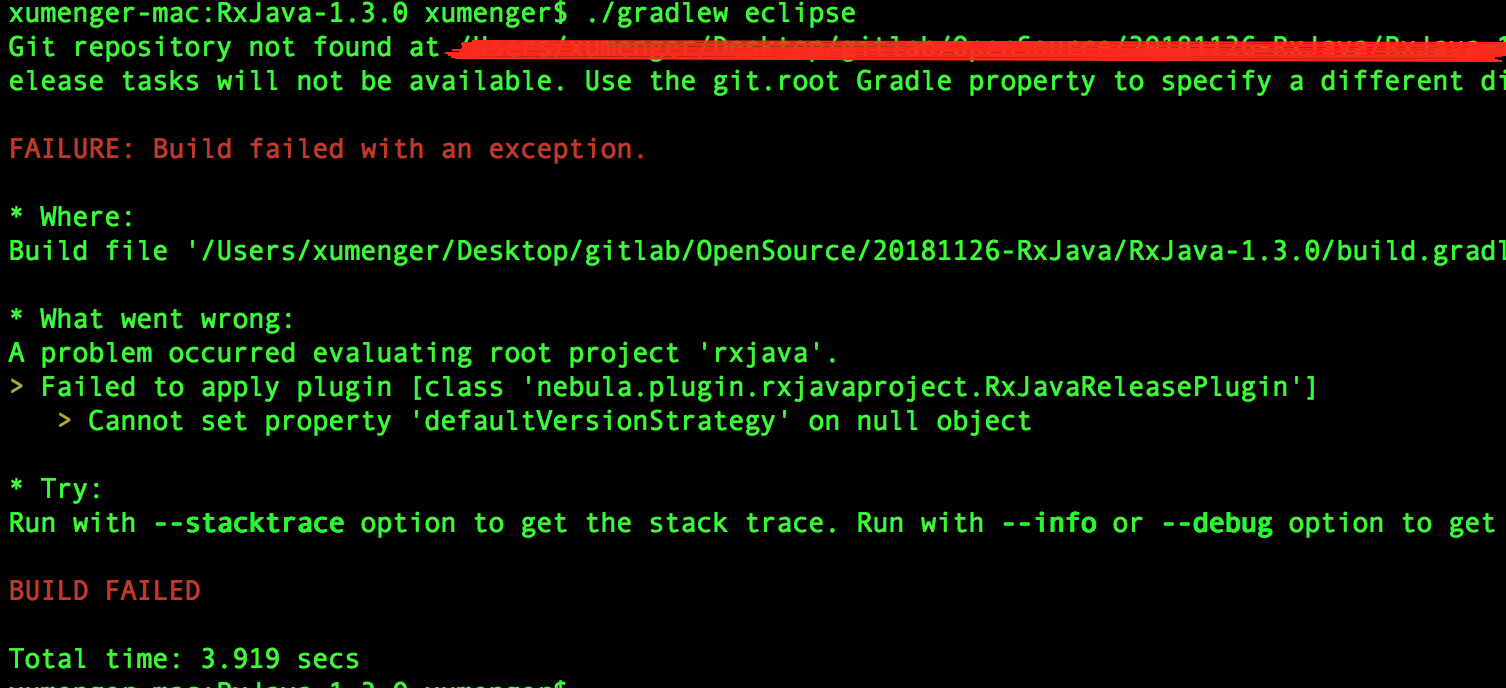 xumenger-mac:RxJava-1.3.0 xumenger$ ./gradlew eclipse
Git repository not found at
elease tasks will not be available. Use the git.root Gradle property to specify a different di
FAILURE: Build failed with an exception.
* Where:
Build file '/Users/xumenger/Desktop/gitlab/OpenSource/20181126-RxJava/RxJava-1.3.0/build.gradl
* What went wrong:
A problem occurred evaluating root project 'rxjava'.
> Failed to apply plugin [class 'nebula.plugin.rxjavaproject.RxJavaReleasePlugin']
> Cannot set property 'defaultVersionStrategy' on null object
* Try:
Run with --stacktrace option to get the stack trace. Run with --info or --debug option to get
BUILD FAILED
Total time: 3.919 secs